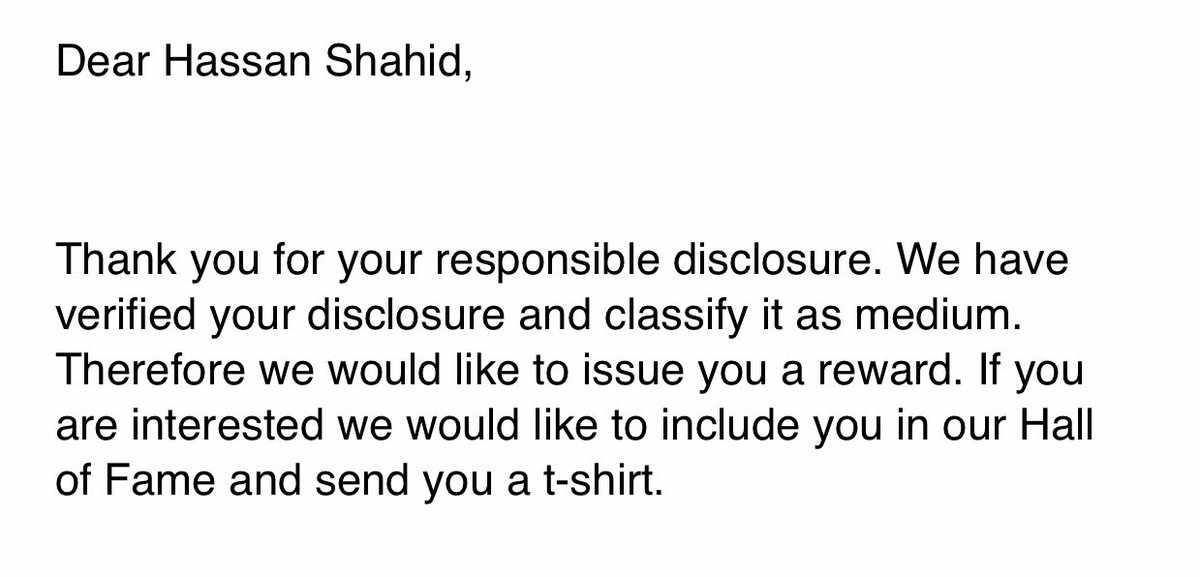 Dear Hassan Shahid,
Thank you for your responsible disclosure. We have
verified your disclosure and classify it as medium.
Therefore we would like to issue you a reward. If you
are interested we would like to include you in our Hall
of Fame and send you a t-shirt.